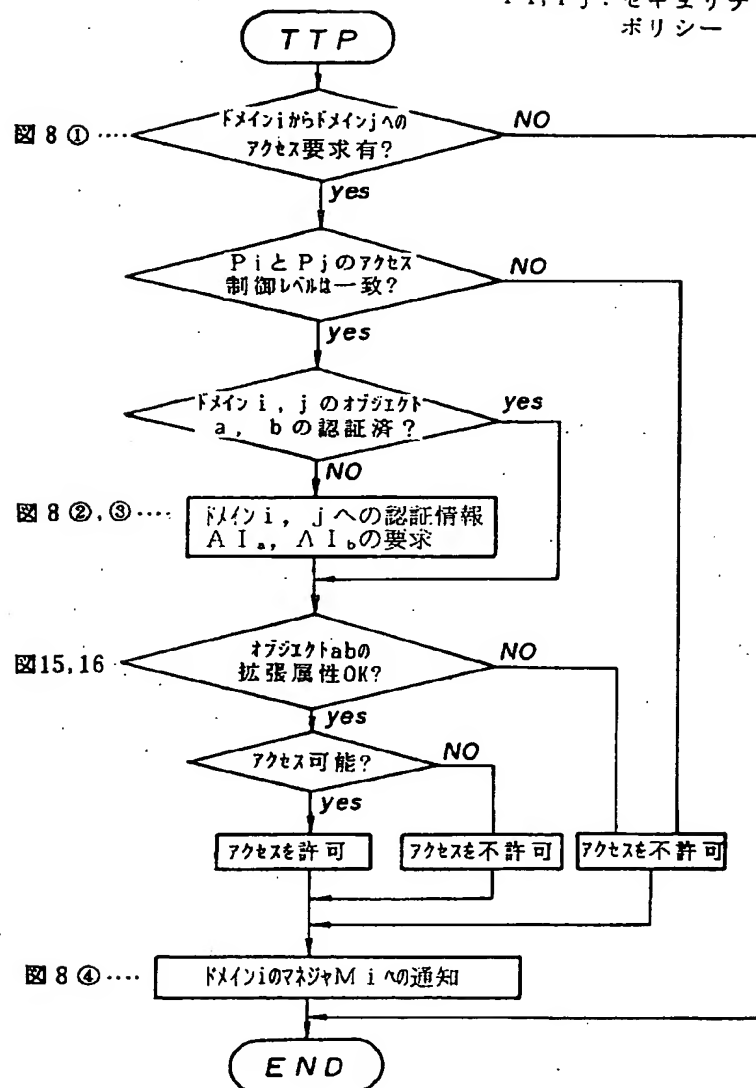 Pi,Pj:セキュリテ
ポリシー
TTP
図8①‥‥
ドメインiからドメインjへの
アクセス要求有?
NO
yes
PiとPjのアクセス
制御レベルは一致?
NO
yes
ドメインi,jのオブジェクト
a,bの認証済?
yes
NO
図8②,③‥‥
ドメインi,jへの認証情報
AIa,AIbの要求
図15,16
オブジェクトabの
拡張属性OK?
NO
yes
アクセス可能?
NO
yes
アクセスを許可
アクセスを不許可
アクセスを不許可
図8④‥‥
ドメインiのマネジャMiへの通知
END